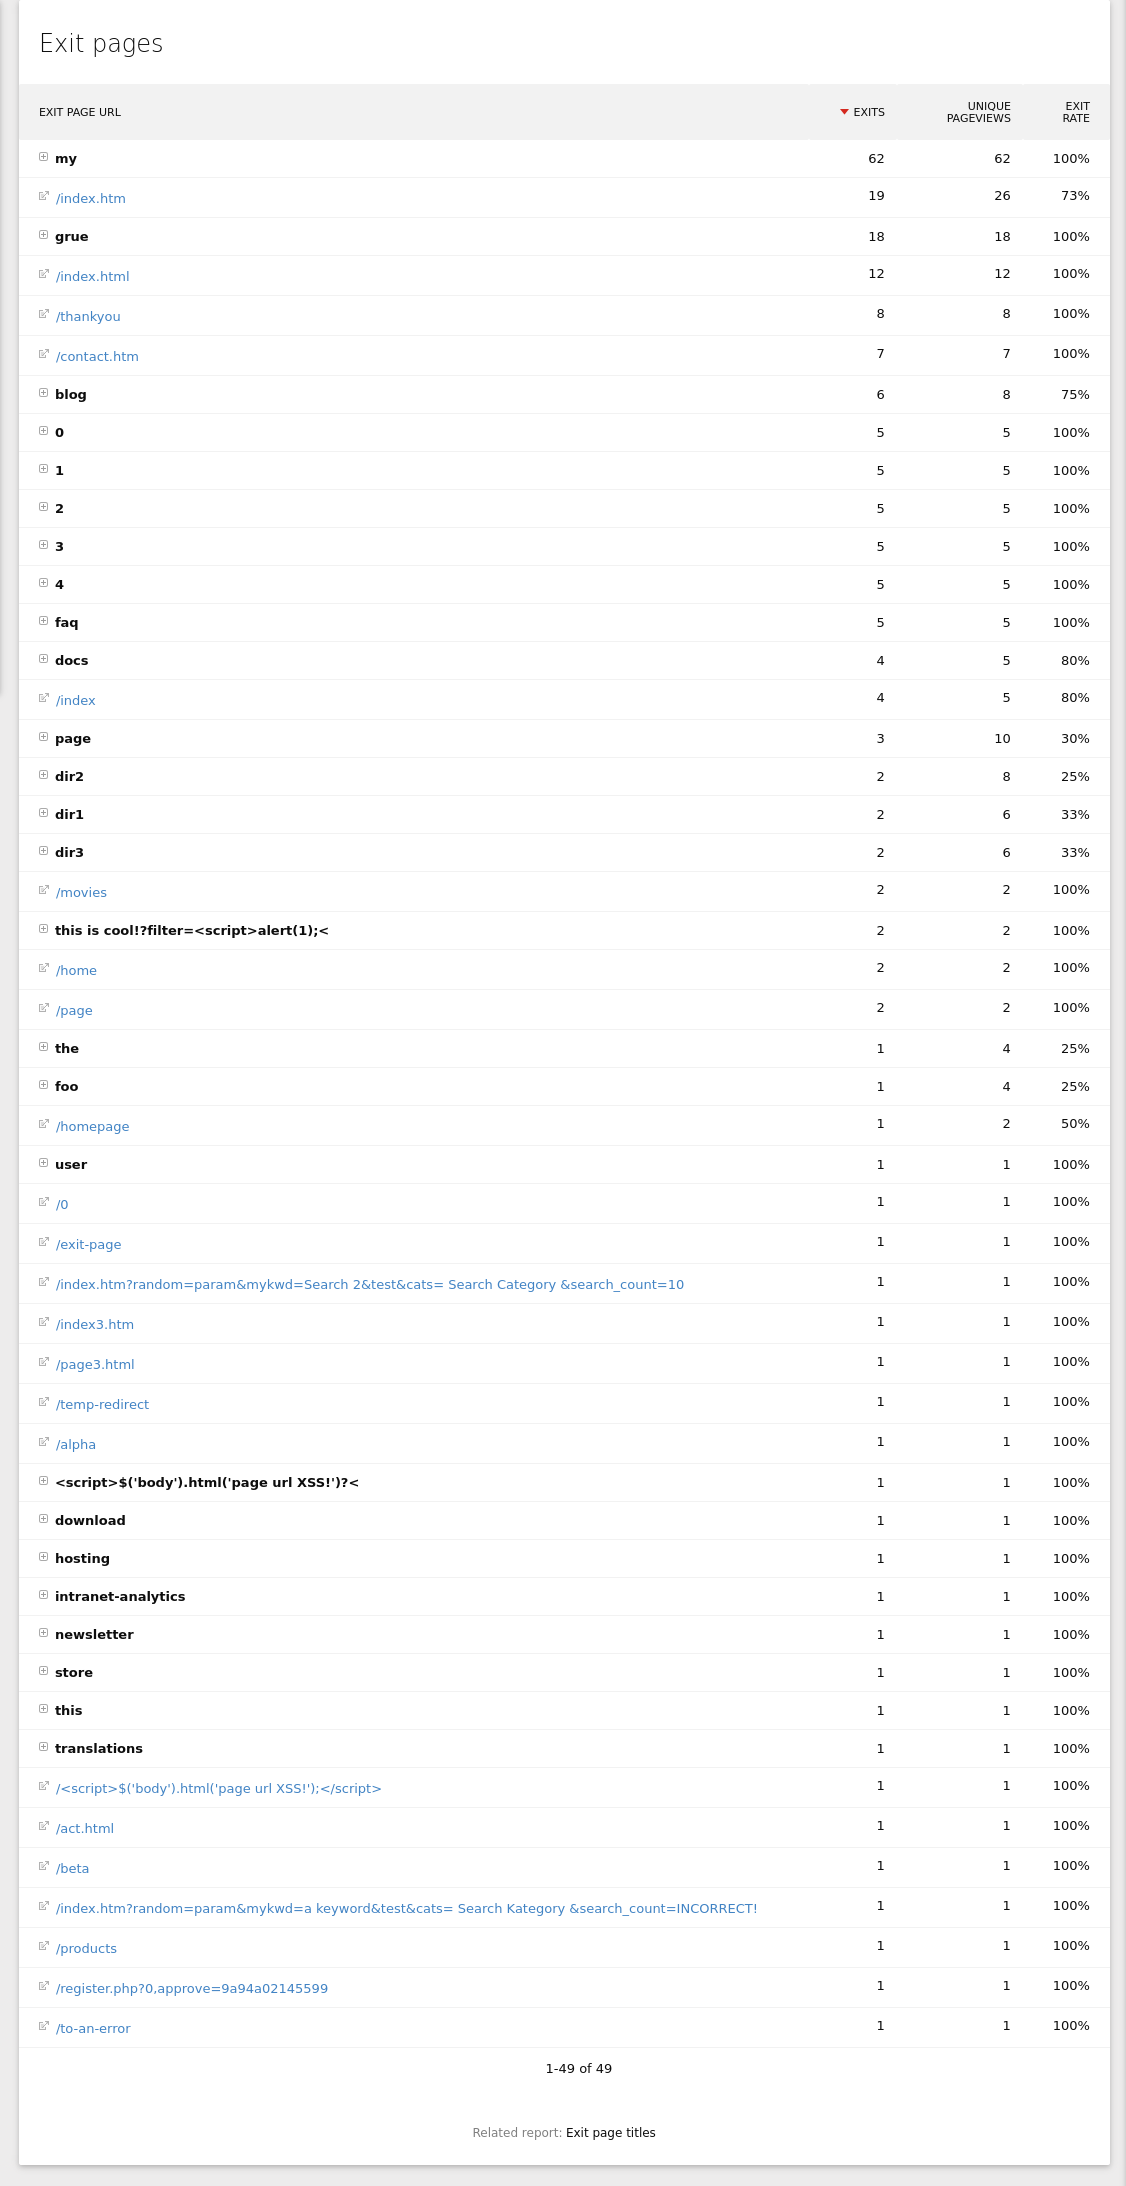 Exit pages
EXIT PAGE URL EXITS UNIQUE PAGEVIEWS EXIT RATE
my 62 62 100%
/index.htm 19 26 73%
grue 18 18 100%
/index.html 12 12 100%
/thankyou 8 8 100%
/contact.htm 7 7 100%
blog 6 8 75%
0 5 5 100%
1 5 5 100%
2 5 5 100%
3 5 5 100%
4 5 5 100%
faq 5 5 100%
docs 4 5 80%
/index 4 5 80%
page 3 10 30%
dir2 2 8 25%
dir1 2 6 33%
dir3 2 6 33%
/movies 2 2 100%
this is cool!?filter=<script>alert(1);< 2 2 100%
/home 2 2 100%
/page 2 2 100%
the 1 4 25%
foo 1 4 25%
/homepage 1 2 50%
user 1 1 100%
/0 1 1 100%
/exit-page 1 1 100%
/index.htm?random=param&mykwd=Search 2&test&cats= Search Category &search_count=10 1 1 100%
/index3.htm 1 1 100%
/page3.html 1 1 100%
/temp-redirect 1 1 100%
/alpha 1 1 100%
<script>$('body').html('page url XSS!')?< 1 1 100%
download 1 1 100%
hosting 1 1 100%
intranet-analytics 1 1 100%
newsletter 1 1 100%
store 1 1 100%
this 1 1 100%
translations 1 1 100%
/<script>$('body').html('page url XSS!');</script> 1 1 100%
/act.html 1 1 100%
/beta 1 1 100%
/index.htm?random=param&mykwd=a keyword&test&cats= Search Kategory &search_count=INCORRECT! 1 1 100%
/products 1 1 100%
/register.php?0,approve=9a94a02145599 1 1 100%
/to-an-error 1 1 100%
1-49 of 49
Related report: Exit page titles